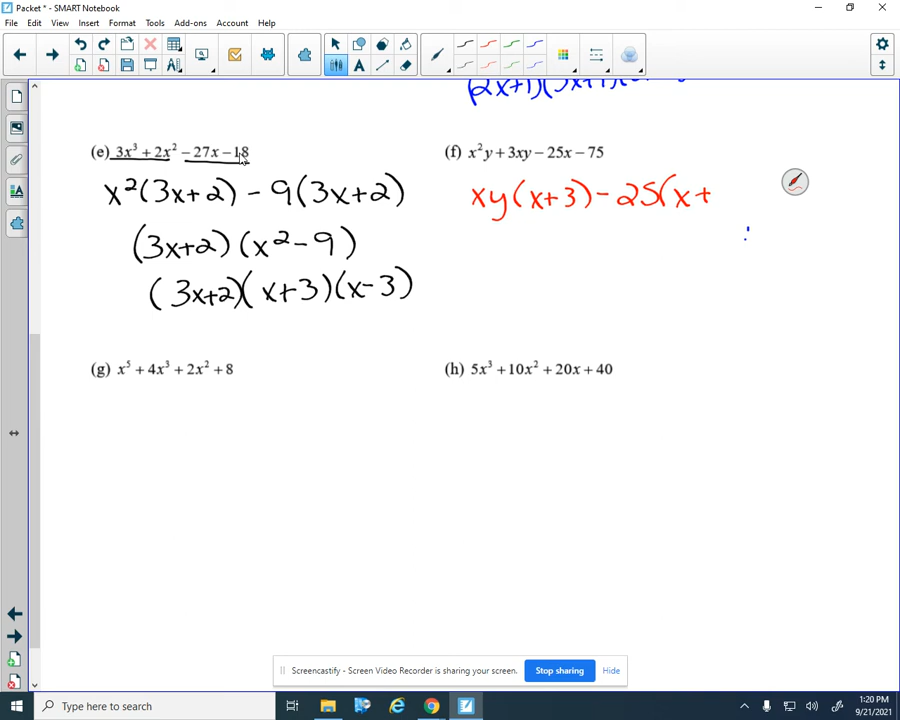 Packet * - SMART Notebook
File Edit View Insert Format Tools Add-ons Account Help
(e) 3x³ + 2x² − 27x − 18
x²(3x+2) − 9(3x+2)
(3x+2)(x²−9)
(3x+2)(x+3)(x−3)
(f) x²y + 3xy − 25x − 75
xy(x+3) − 25(x+
(g) x⁵ + 4x³ + 2x² + 8
(h) 5x³ + 10x² + 20x + 40
Screencastify - Screen Video Recorder is sharing your screen. Stop sharing Hide
Type here to search
1:20 PM
9/21/2021